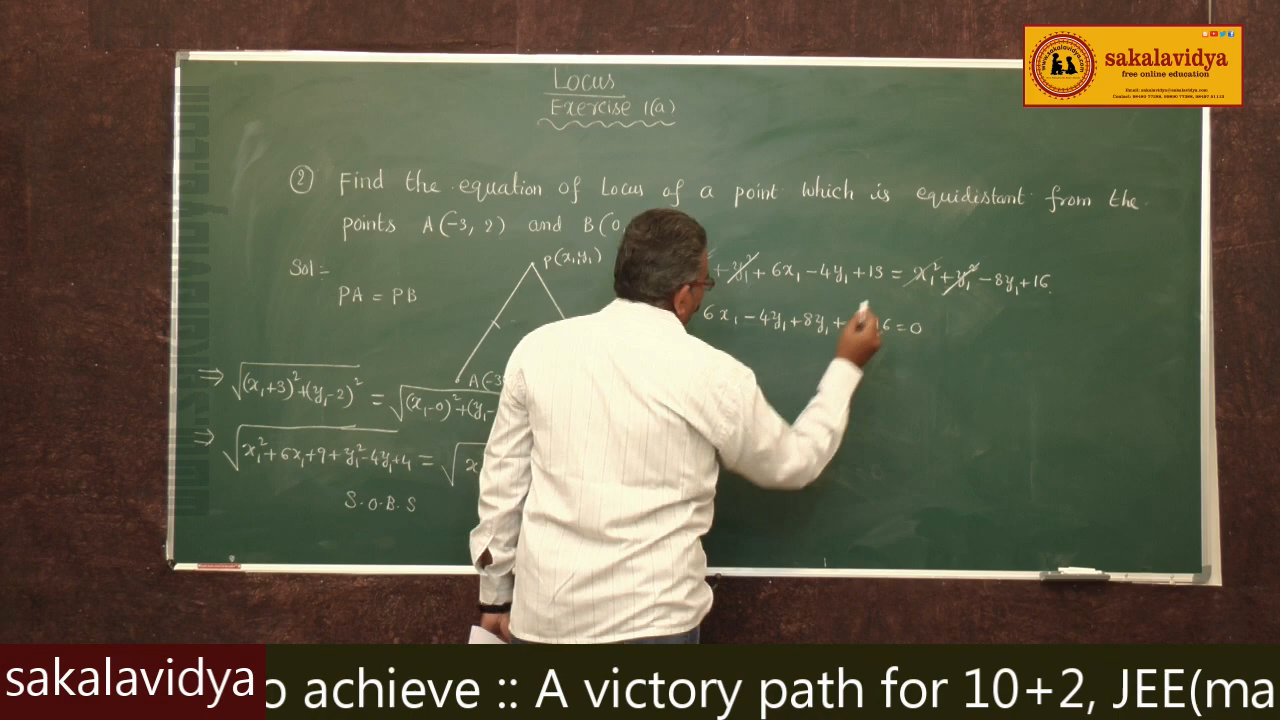 sakalavidya
free online education
Locus
Exercise 1(a)
② Find the equation of Locus of a point which is equidistant from the
points A(-3, 2) and B(0,
Sol:-
P(x₁, y₁)
PA = PB
A(-3
⇒ √(x₁+3)²+(y₁-2)² = √(x₁-0)²+(y₁-
⇒ √x₁²+6x₁+9+y₁²-4y₁+4 = √x
S.O.B.S
+y₁²+6x₁-4y₁+13 = x₁²+y₁²-8y₁+16
6x₁-4y₁+8y₁+ 6=0
sakalavidya
o achieve :: A victory path for 10+2, JEE(ma